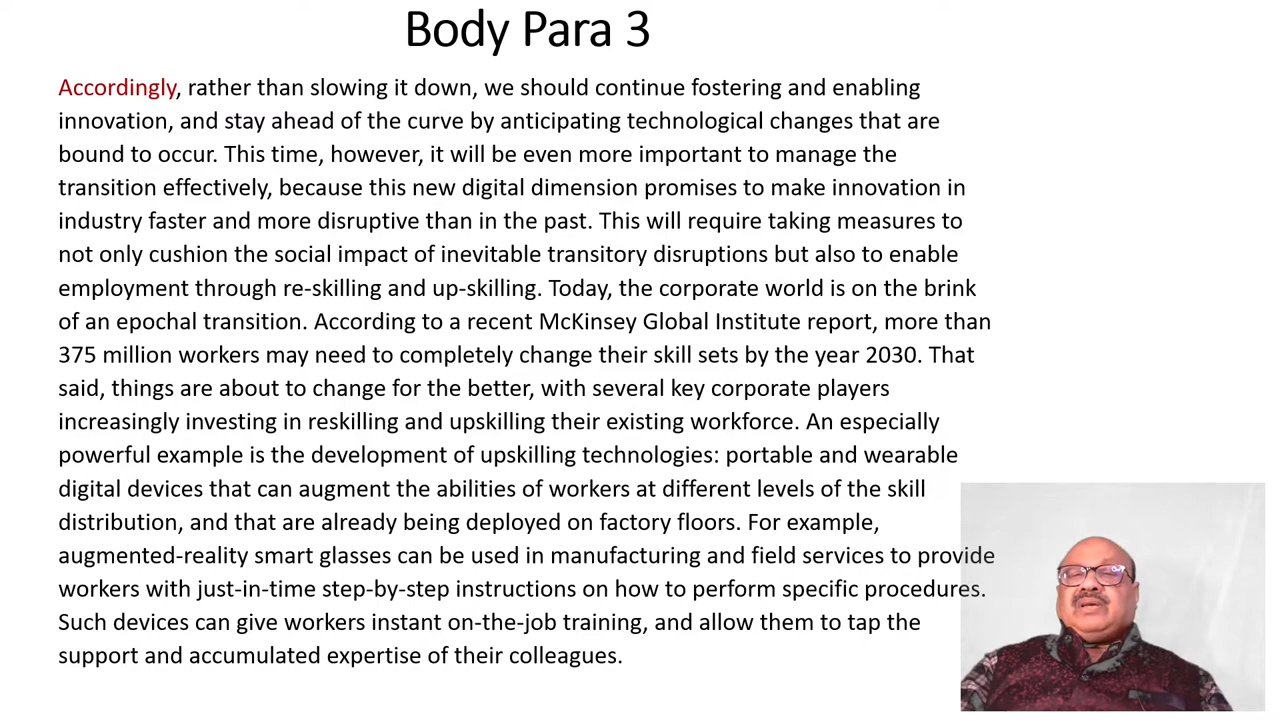 Body Para 3
Accordingly, rather than slowing it down, we should continue fostering and enabling
innovation, and stay ahead of the curve by anticipating technological changes that are
bound to occur. This time, however, it will be even more important to manage the
transition effectively, because this new digital dimension promises to make innovation in
industry faster and more disruptive than in the past. This will require taking measures to
not only cushion the social impact of inevitable transitory disruptions but also to enable
employment through re-skilling and up-skilling. Today, the corporate world is on the brink
of an epochal transition. According to a recent McKinsey Global Institute report, more than
375 million workers may need to completely change their skill sets by the year 2030. That
said, things are about to change for the better, with several key corporate players
increasingly investing in reskilling and upskilling their existing workforce. An especially
powerful example is the development of upskilling technologies: portable and wearable
digital devices that can augment the abilities of workers at different levels of the skill
distribution, and that are already being deployed on factory floors. For example,
augmented-reality smart glasses can be used in manufacturing and field services to provide
workers with just-in-time step-by-step instructions on how to perform specific procedures.
Such devices can give workers instant on-the-job training, and allow them to tap the
support and accumulated expertise of their colleagues.